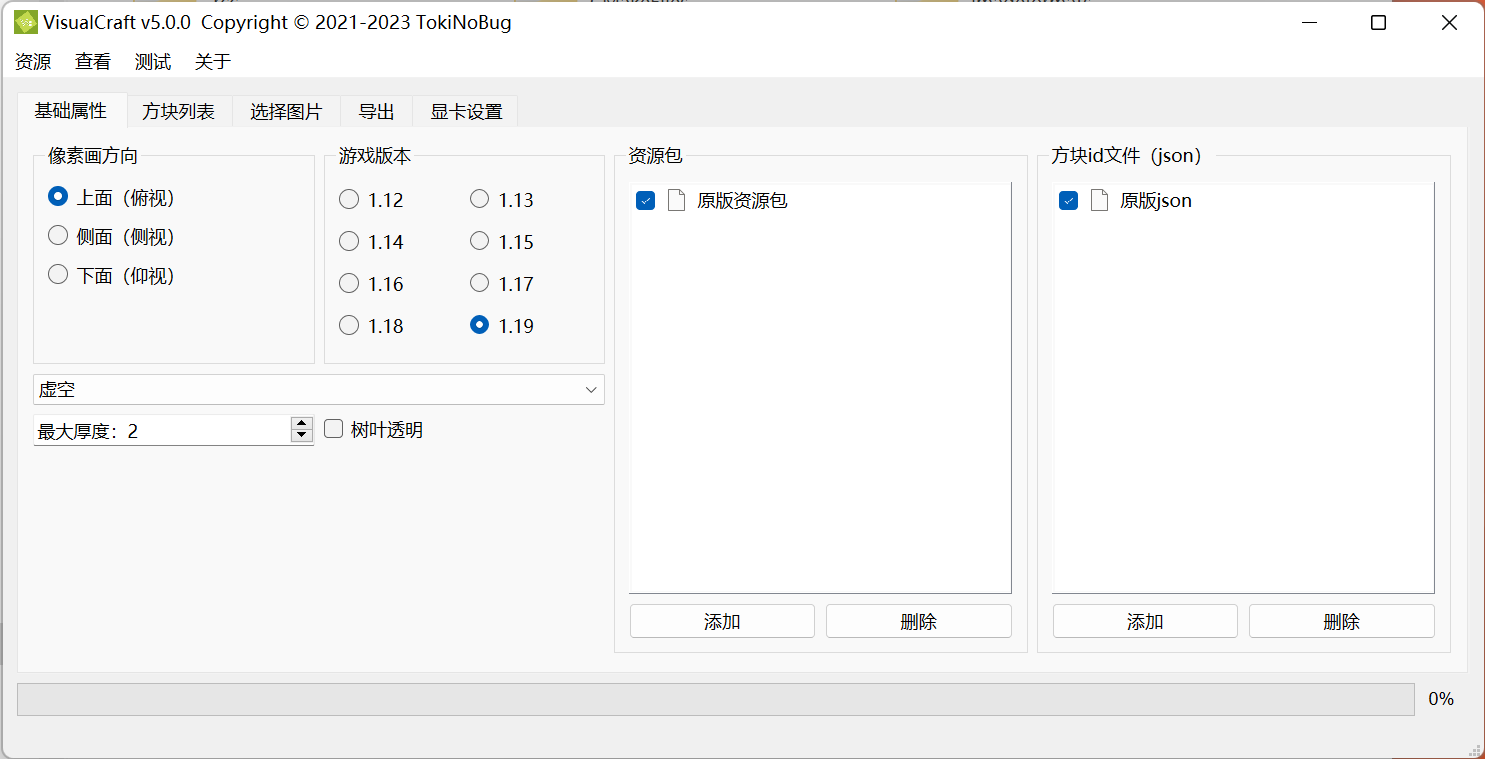 VisualCraft v5.0.0  Copyright © 2021-2023 TokiNoBug
资源 查看 测试 关于
基础属性 方块列表 选择图片 导出 显卡设置
像素画方向
上面（俯视）
侧面（侧视）
下面（仰视）
游戏版本
1.12 1.13
1.14 1.15
1.16 1.17
1.18 1.19
虚空
最大厚度：2
树叶透明
资源包
原版资源包
添加 删除
方块id文件（json）
原版json
添加 删除
0%